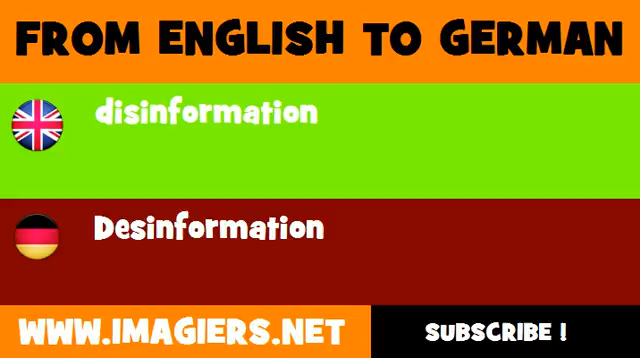 FROM ENGLISH TO GERMAN
disinformation
Desinformation
WWW.IMAGIERS.NET
SUBSCRIBE !